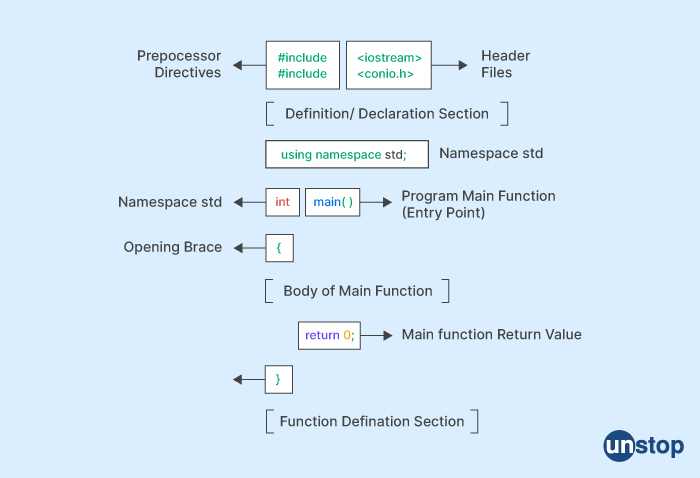 Prepocessor
Directives
#include
#include
<iostream>
<conio.h>
Header
Files
Definition/ Declaration Section
using namespace std;
Namespace std
Namespace std
int
main( )
Program Main Function
(Entry Point)
Opening Brace
{
Body of Main Function
return 0;
Main function Return Value
}
Function Defination Section
unstop